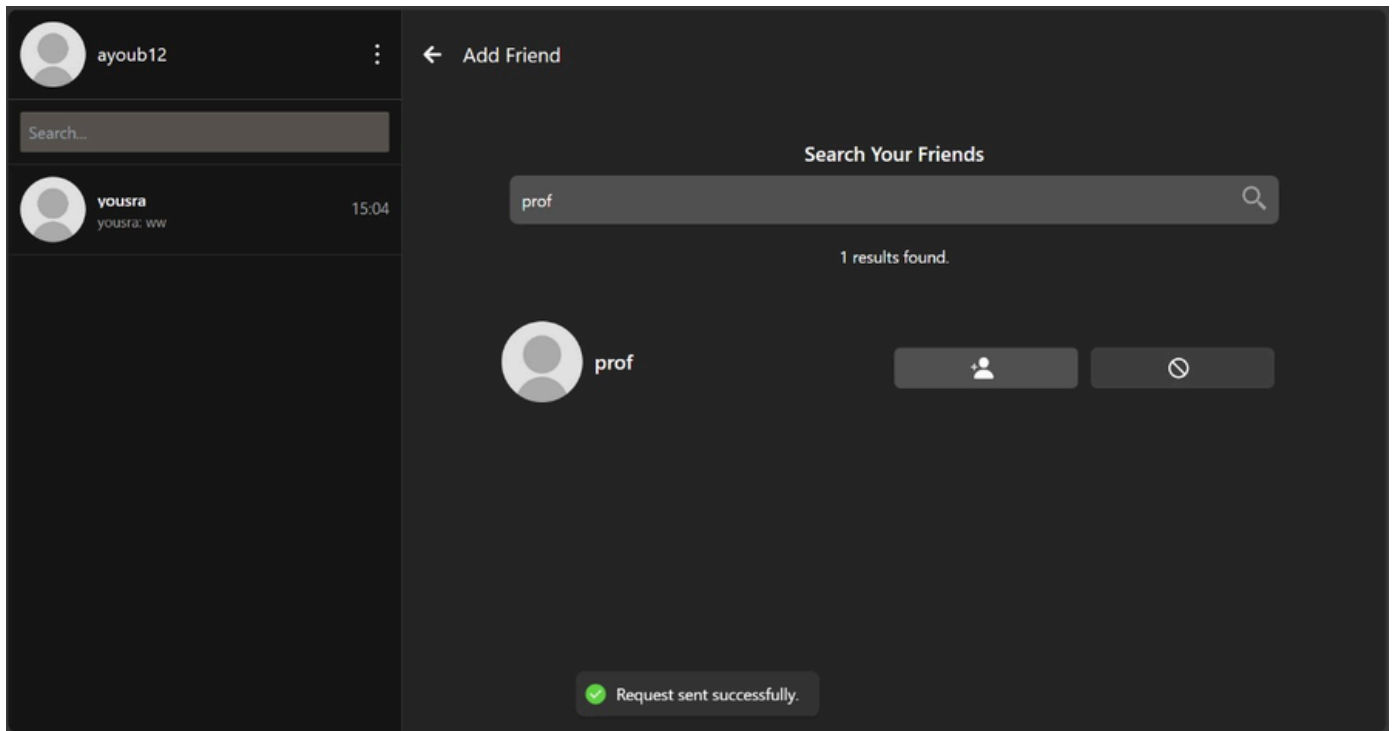 ayoub12
Search...
yousra
15:04
yousra: ww
Add Friend
Search Your Friends
prof
1 results found.
prof
Request sent successfully.